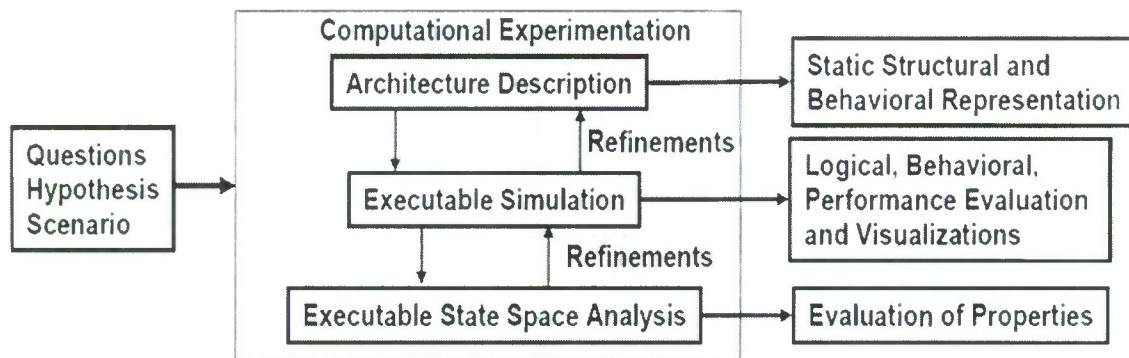 Computational Experimentation
Architecture Description
Static Structural and
Behavioral Representation
Refinements
Questions
Hypothesis
Scenario
Executable Simulation
Logical, Behavioral,
Performance Evaluation
and Visualizations
Refinements
Executable State Space Analysis
Evaluation of Properties